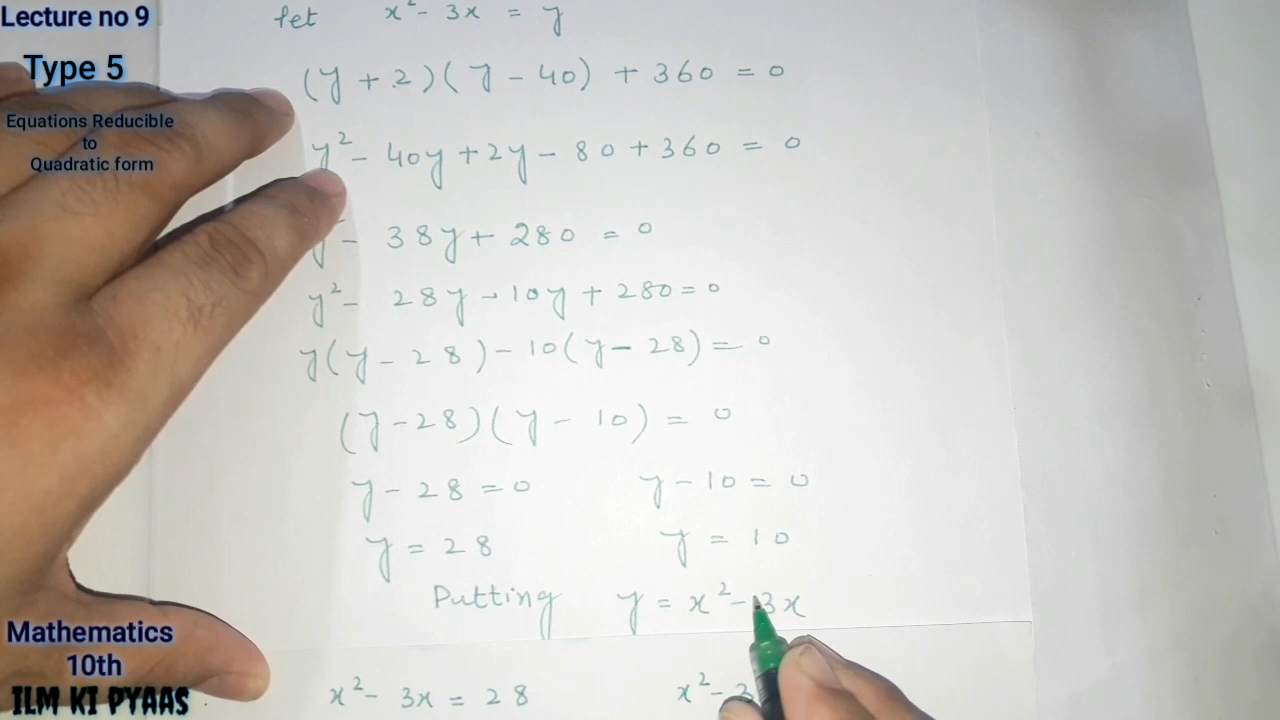 Lecture no 9
Type 5
Equations Reducible
to
Quadratic form
let x² - 3x = y
(y + 2)(y - 40) + 360 = 0
y² - 40y + 2y - 80 + 360 = 0
- 38y + 280 = 0
y² - 28y - 10y + 280 = 0
y(y - 28) - 10(y - 28) = 0
(y - 28)(y - 10) = 0
y - 28 = 0 y - 10 = 0
y = 28 y = 10
Putting y = x² - 3x
x² - 3x = 28 x² - 3
Mathematics
10th
ILM KI PYAAS